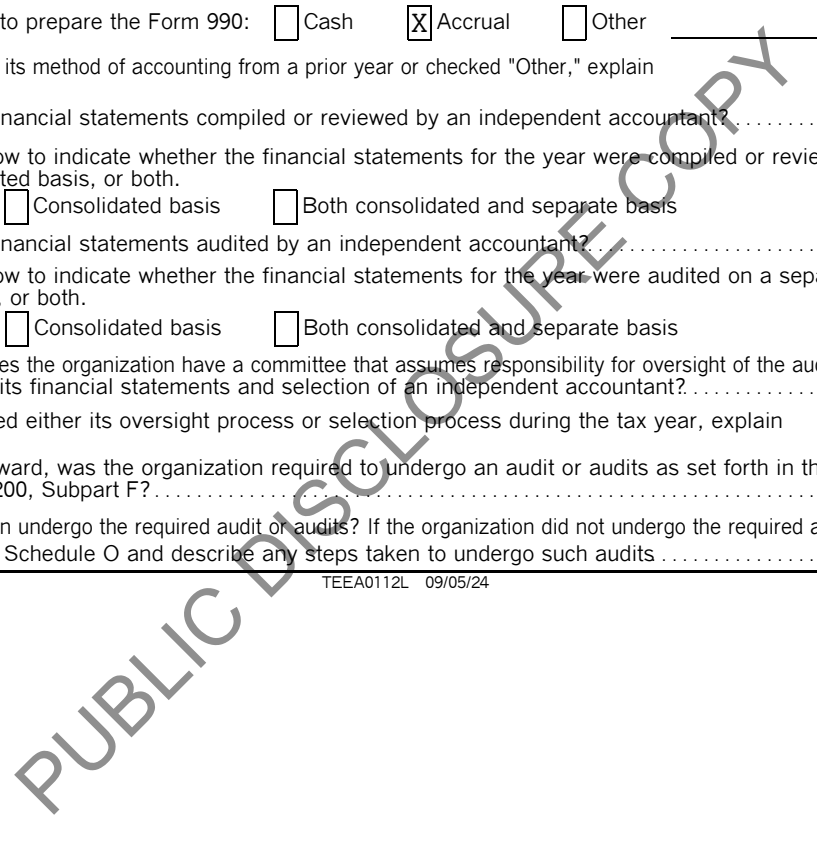 to prepare the Form 990: Cash X Accrual Other
its method of accounting from a prior year or checked "Other," explain
nancial statements compiled or reviewed by an independent accountant? . . . . . . . .
ow to indicate whether the financial statements for the year were compiled or revie
ted basis, or both.
Consolidated basis Both consolidated and separate basis
nancial statements audited by an independent accountant? . . . . . . . . . . . . . . . . . . . . . .
ow to indicate whether the financial statements for the year were audited on a sepa
, or both.
Consolidated basis Both consolidated and separate basis
es the organization have a committee that assumes responsibility for oversight of the aud
its financial statements and selection of an independent accountant? . . . . . . . . . . . .
ed either its oversight process or selection process during the tax year, explain
ward, was the organization required to undergo an audit or audits as set forth in th
200, Subpart F? . . . . . . . . . . . . . . . . . . . . . . . . . . . . . . . . . . . . . . . . . . . . . . . . . . . . . . . . . . . . . . . .
n undergo the required audit or audits? If the organization did not undergo the required a
Schedule O and describe any steps taken to undergo such audits . . . . . . . . . . . . . . .
TEEA0112L 09/05/24
PUBLIC DISCLOSURE COPY